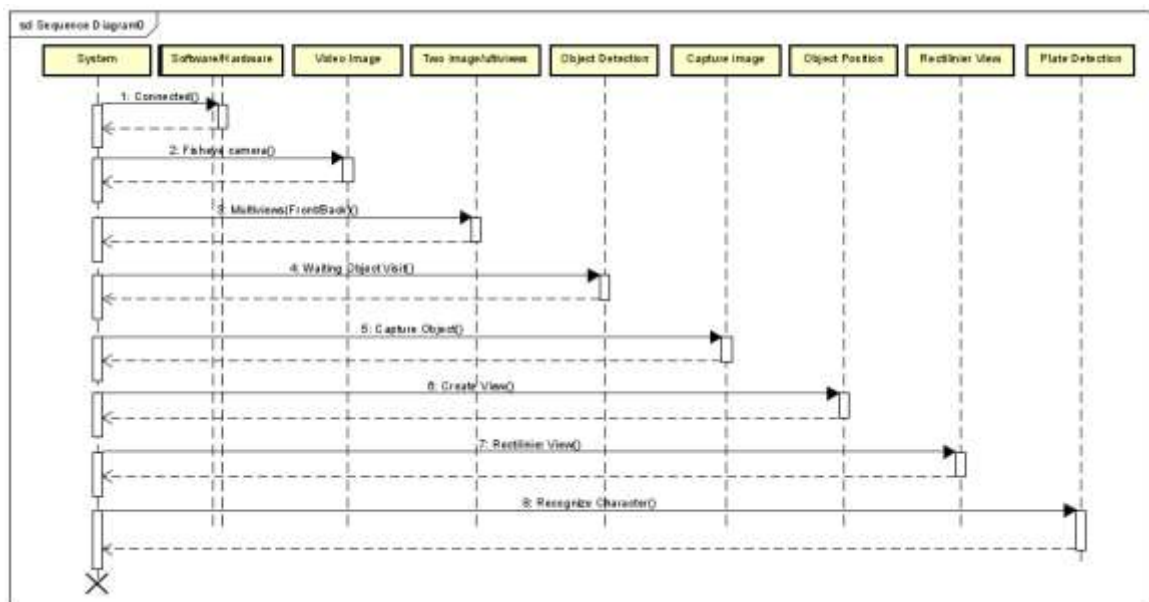 sd Sequence Diagram0
System
Software/Hardware
Video Image
Two image/ultiviews
Object Detection
Capture Image
Object Position
Rectilinier View
Plate Detection
1: Connected()
2: Fisheye camera()
3: Multiviews(Front/Back)()
4: Waiting Object Visit()
5: Capture Object()
6: Create View()
7: Rectilinier View()
8: Recognize Character()